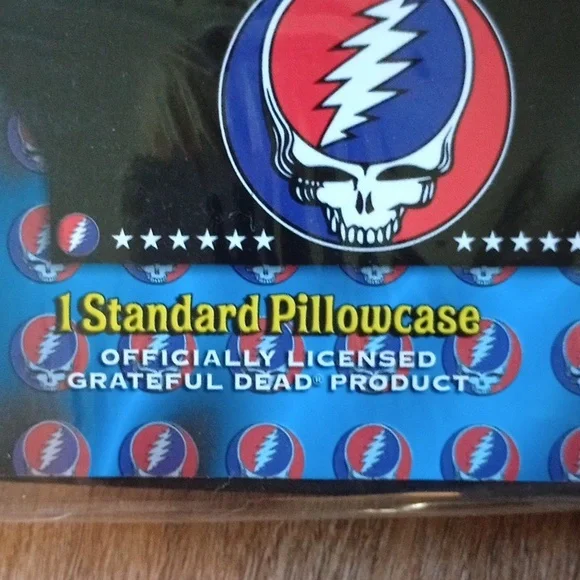 1 Standard Pillowcase
OFFICIALLY LICENSED
GRATEFUL DEAD® PRODUCT